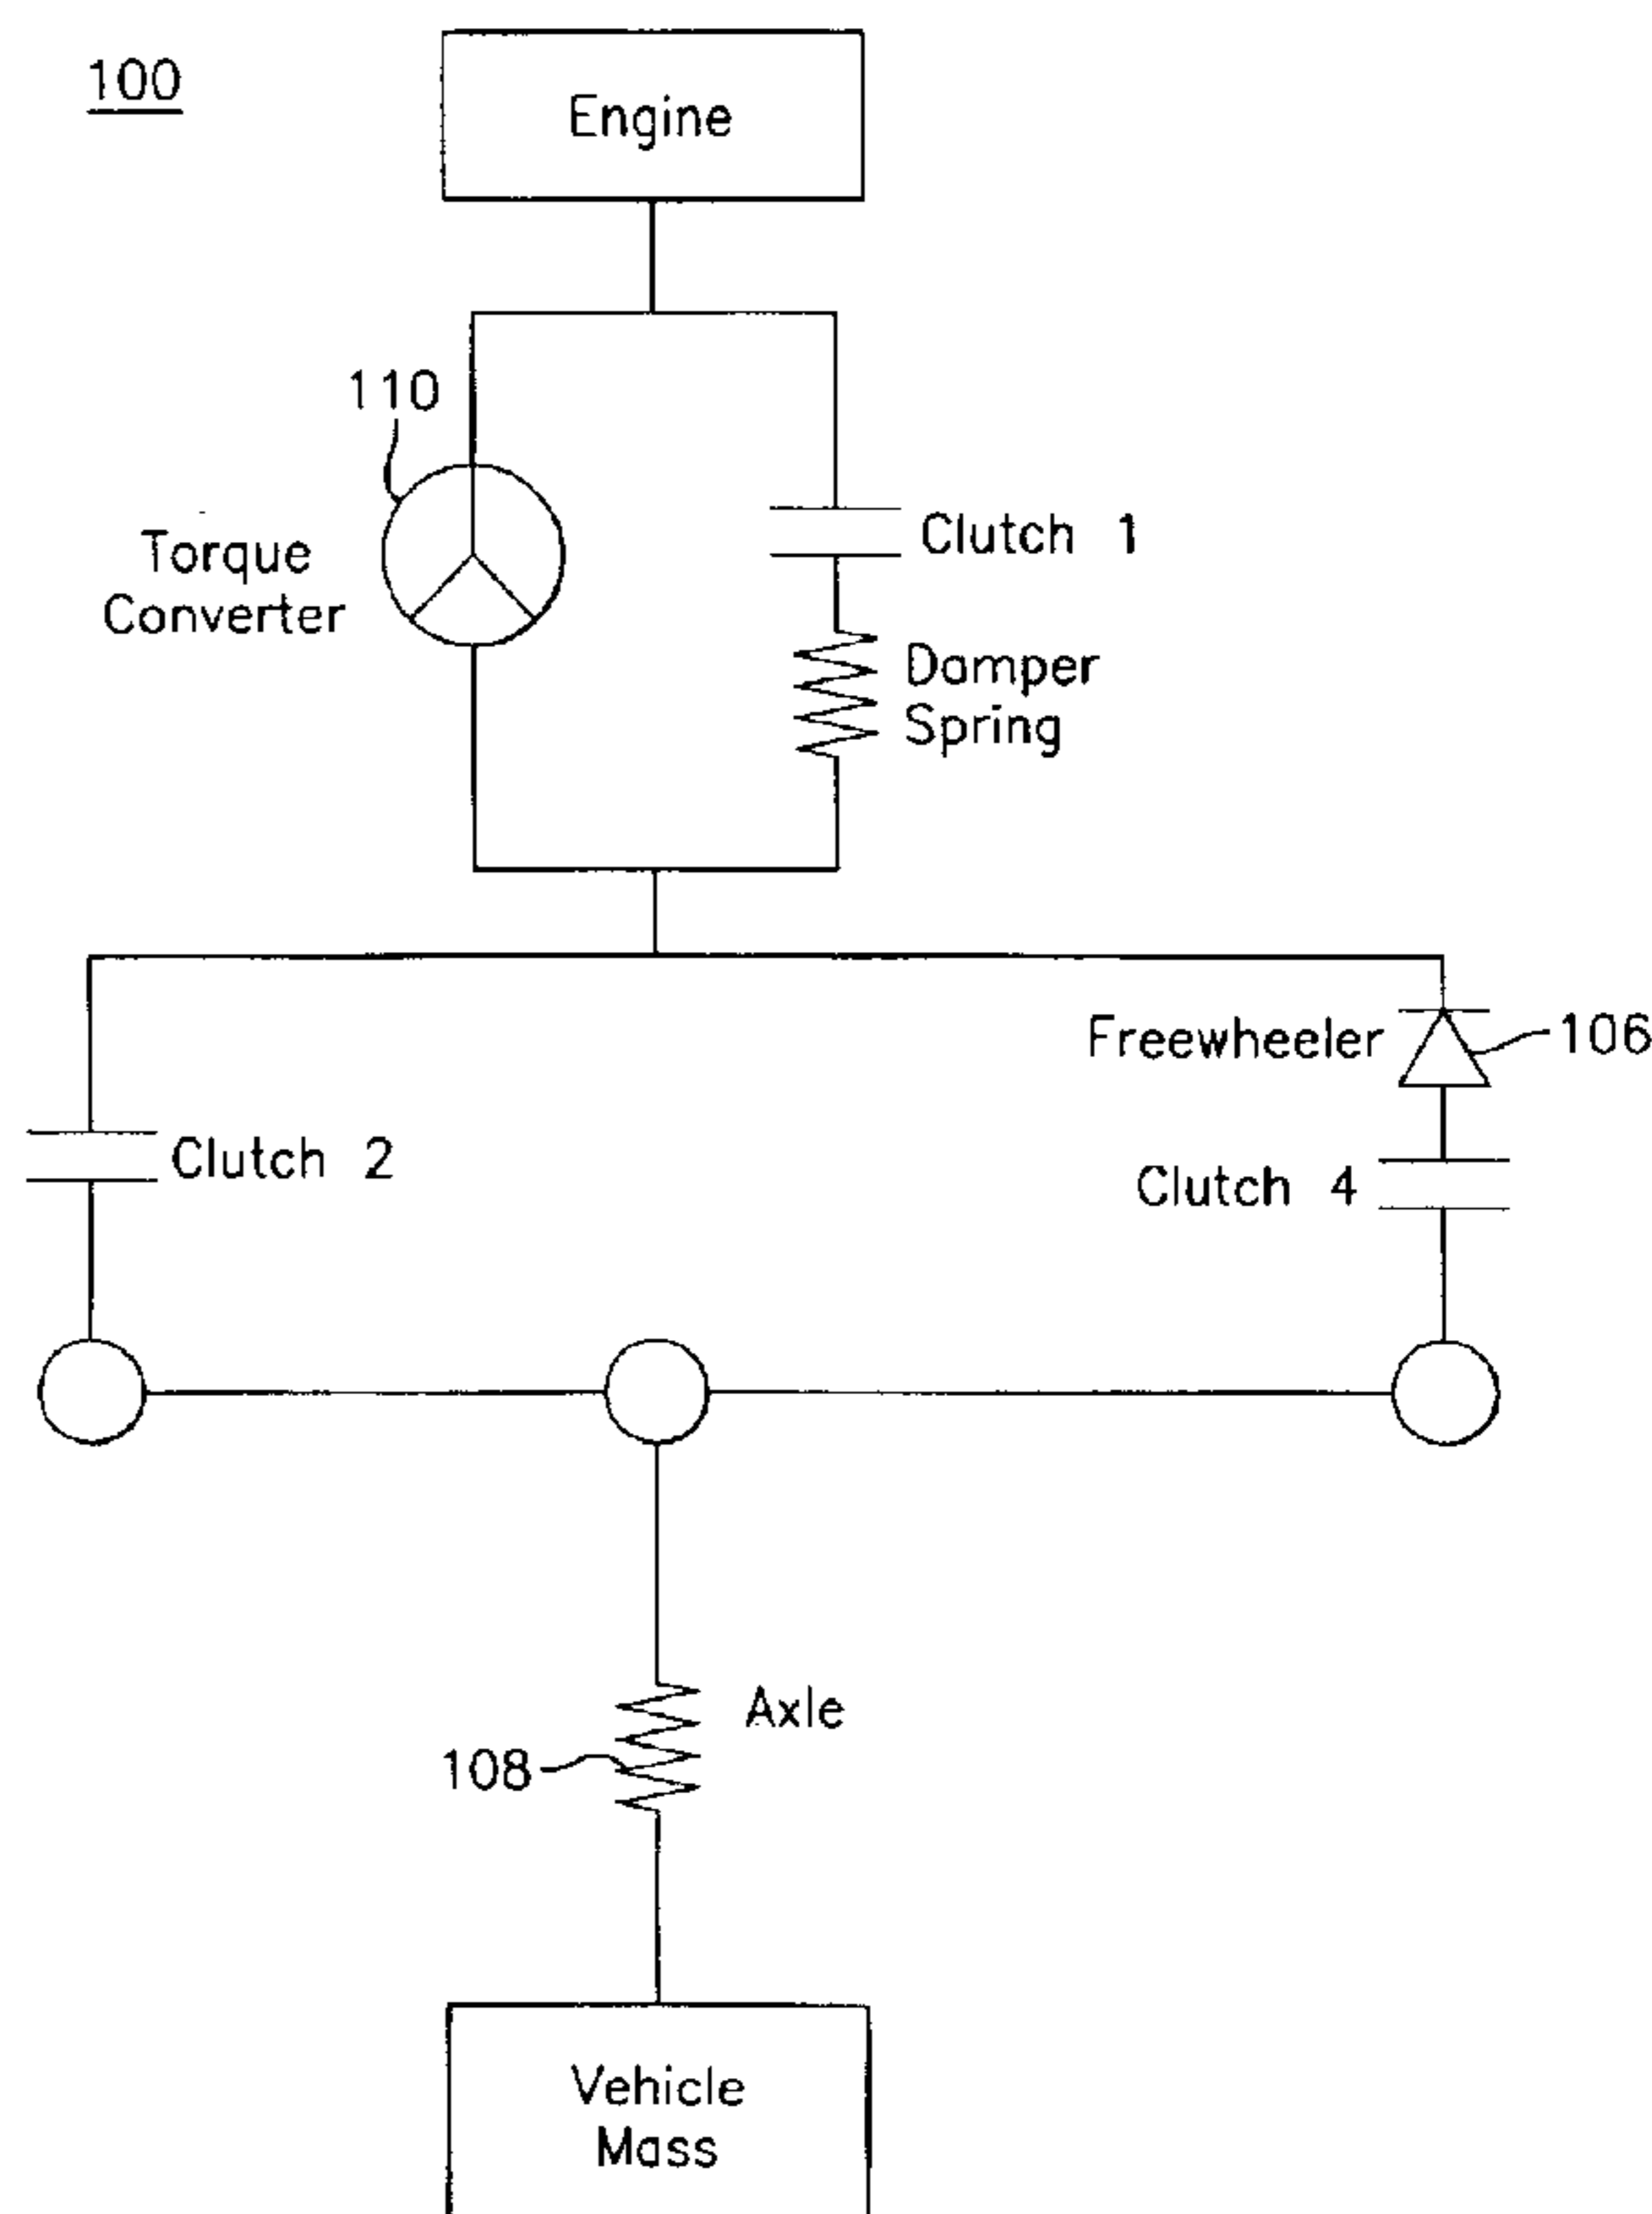 100
Engine
110
Torque
Converter
Clutch 1
Damper
Spring
Freewheeler
106
Clutch 2
Clutch 4
Axle
108
Vehicle
Mass